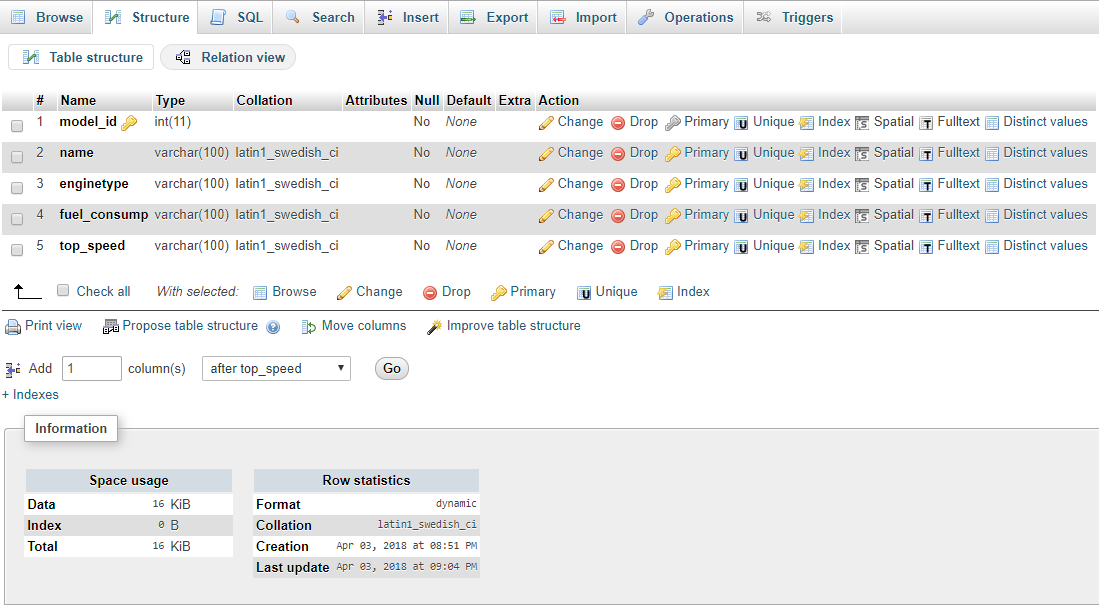 Browse Structure SQL Search Insert Export Import Operations Triggers
Table structure Relation view
# Name Type Collation Attributes Null Default Extra Action
1 model_id int(11) No None Change Drop Primary Unique Index Spatial Fulltext Distinct values
2 name varchar(100) latin1_swedish_ci No None Change Drop Primary Unique Index Spatial Fulltext Distinct values
3 enginetype varchar(100) latin1_swedish_ci No None Change Drop Primary Unique Index Spatial Fulltext Distinct values
4 fuel_consump varchar(100) latin1_swedish_ci No None Change Drop Primary Unique Index Spatial Fulltext Distinct values
5 top_speed varchar(100) latin1_swedish_ci No None Change Drop Primary Unique Index Spatial Fulltext Distinct values
Check all With selected: Browse Change Drop Primary Unique Index
Print view Propose table structure Move columns Improve table structure
Add 1 column(s) after top_speed Go
+ Indexes
Information
Space usage
Data 16 KiB
Index 0 B
Total 16 KiB
Row statistics
Format dynamic
Collation latin1_swedish_ci
Creation Apr 03, 2018 at 08:51 PM
Last update Apr 03, 2018 at 09:04 PM